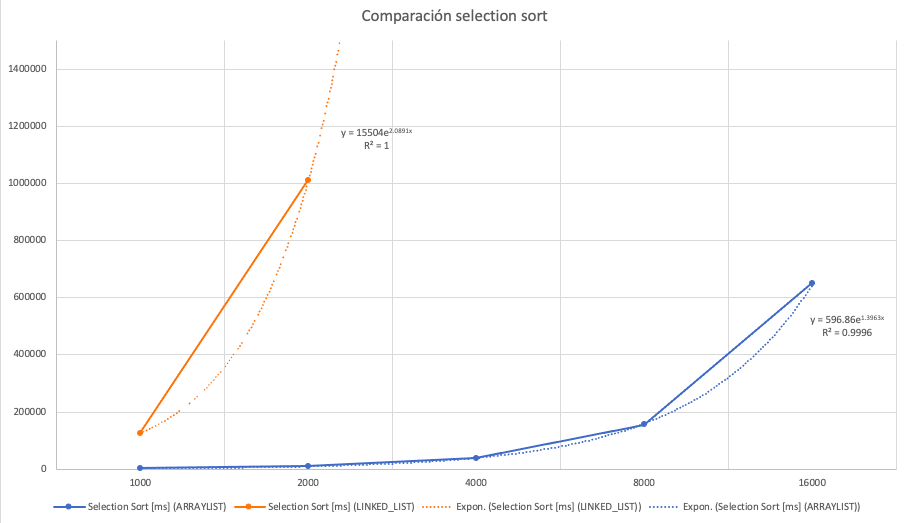 Comparación selection sort
1400000
1200000
1000000
800000
600000
400000
200000
0
y = 15504e^2.0891x
R² = 1
y = 596.86e^1.3963x
R² = 0.9996
1000 2000 4000 8000 16000
Selection Sort [ms] (ARRAYLIST) Selection Sort [ms] (LINKED_LIST) Expon. (Selection Sort [ms] (LINKED_LIST)) Expon. (Selection Sort [ms] (ARRAYLIST))